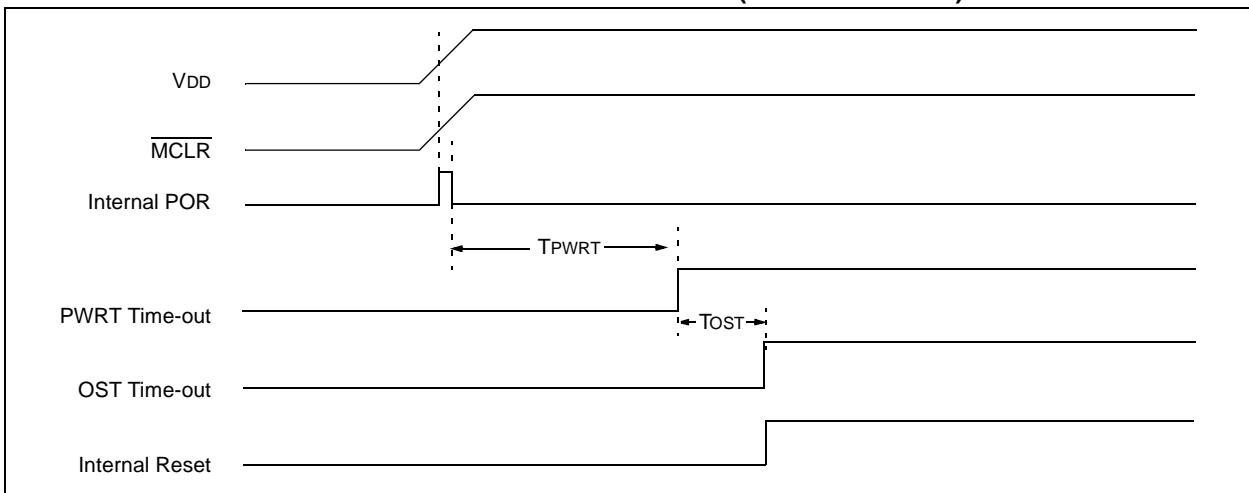 VDD
MCLR
Internal POR
TPWRT
PWRT Time-out
TOST
OST Time-out
Internal Reset